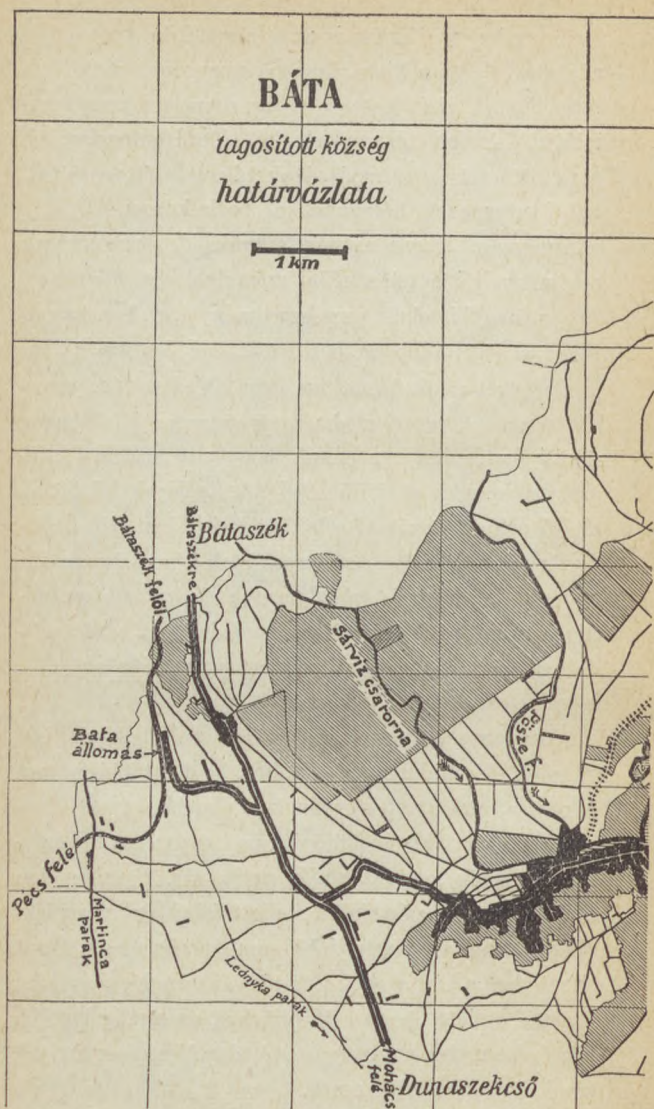 BÁTA
tagosított község
határvázlata
1 km
Bátaszék felől
Bátaszékre
Bátaszék
Sárviz csatorna
Bata
állomás
Pécs felé
Martinca
patak
Lednyka patak
Mohács
felé
Dunaszekcső